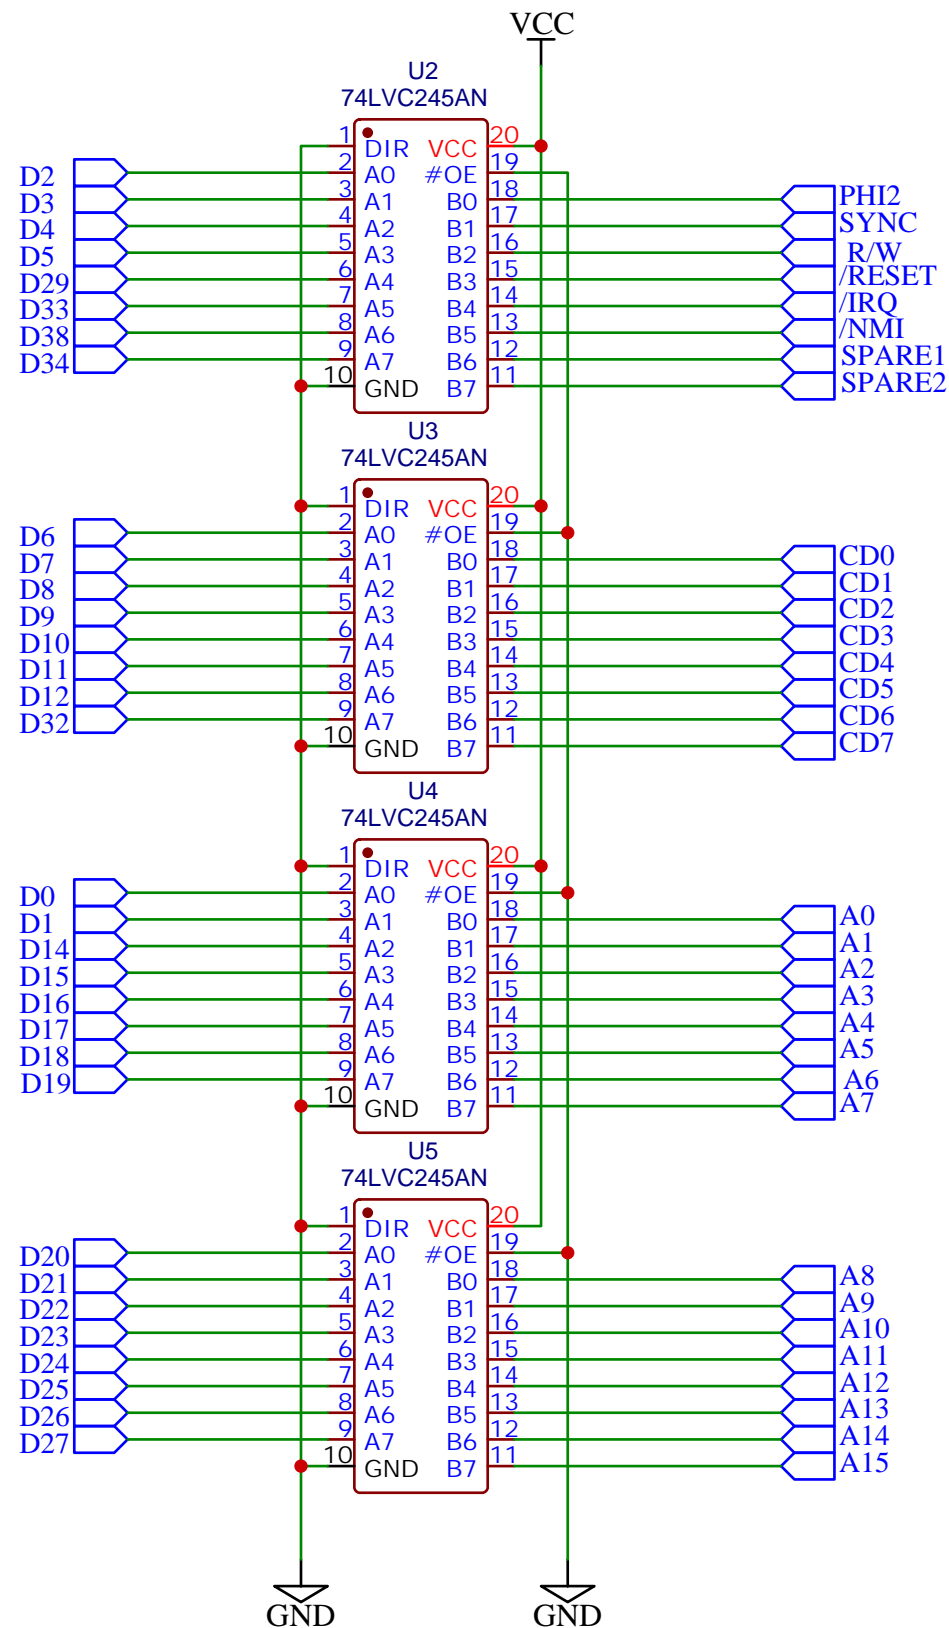 VCC
U2
74LVC245AN
1 DIR VCC 20
D2 2 A0 #OE 19
D3 3 A1 B0 18 PHI2
D4 4 A2 B1 17 SYNC
D5 5 A3 B2 16 R/W
D29 6 A4 B3 15 /RESET
D33 7 A5 B4 14 /IRQ
D38 8 A6 B5 13 /NMI
D34 9 A7 B6 12 SPARE1
10 GND B7 11 SPARE2
U3
74LVC245AN
1 DIR VCC 20
D6 2 A0 #OE 19
D7 3 A1 B0 18 CD0
D8 4 A2 B1 17 CD1
D9 5 A3 B2 16 CD2
D10 6 A4 B3 15 CD3
D11 7 A5 B4 14 CD4
D12 8 A6 B5 13 CD5
D32 9 A7 B6 12 CD6
10 GND B7 11 CD7
U4
74LVC245AN
1 DIR VCC 20
D0 2 A0 #OE 19
D1 3 A1 B0 18 A0
D14 4 A2 B1 17 A1
D15 5 A3 B2 16 A2
D16 6 A4 B3 15 A3
D17 7 A5 B4 14 A4
D18 8 A6 B5 13 A5
D19 9 A7 B6 12 A6
10 GND B7 11 A7
U5
74LVC245AN
1 DIR VCC 20
D20 2 A0 #OE 19
D21 3 A1 B0 18 A8
D22 4 A2 B1 17 A9
D23 5 A3 B2 16 A10
D24 6 A4 B3 15 A11
D25 7 A5 B4 14 A12
D26 8 A6 B5 13 A13
D27 9 A7 B6 12 A14
10 GND B7 11 A15
GND GND